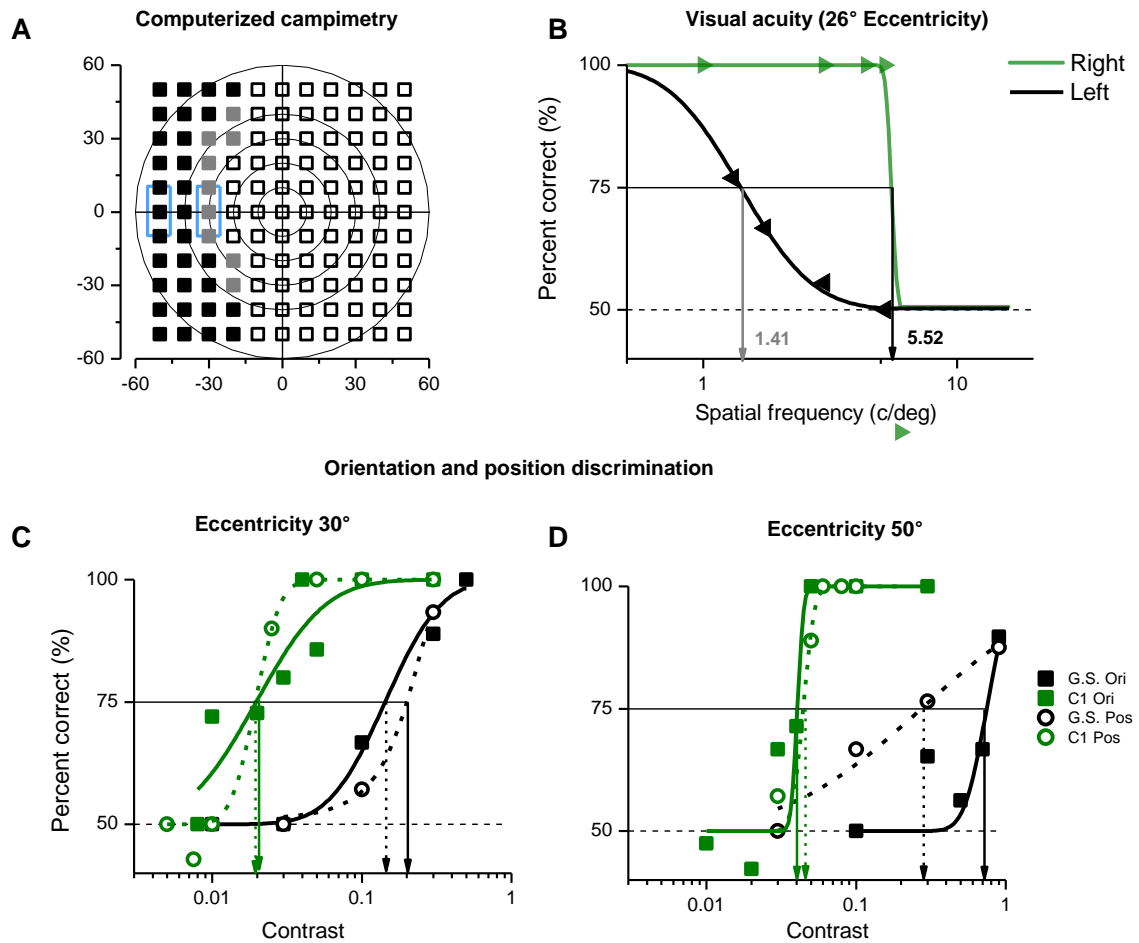 A
Computerized campimetry
60
30
0
-30
-60
-60 -30 0 30 60
B
Visual acuity (26° Eccentricity)
Right
Left
Percent correct (%)
100
75
50
1.41
5.52
1 10
Spatial frequency (c/deg)
Orientation and position discrimination
C
Eccentricity 30°
Percent correct (%)
100
75
50
0.01 0.1 1
Contrast
D
Eccentricity 50°
100
75
50
0.01 0.1 1
Contrast
G.S. Ori
C1 Ori
G.S. Pos
C1 Pos